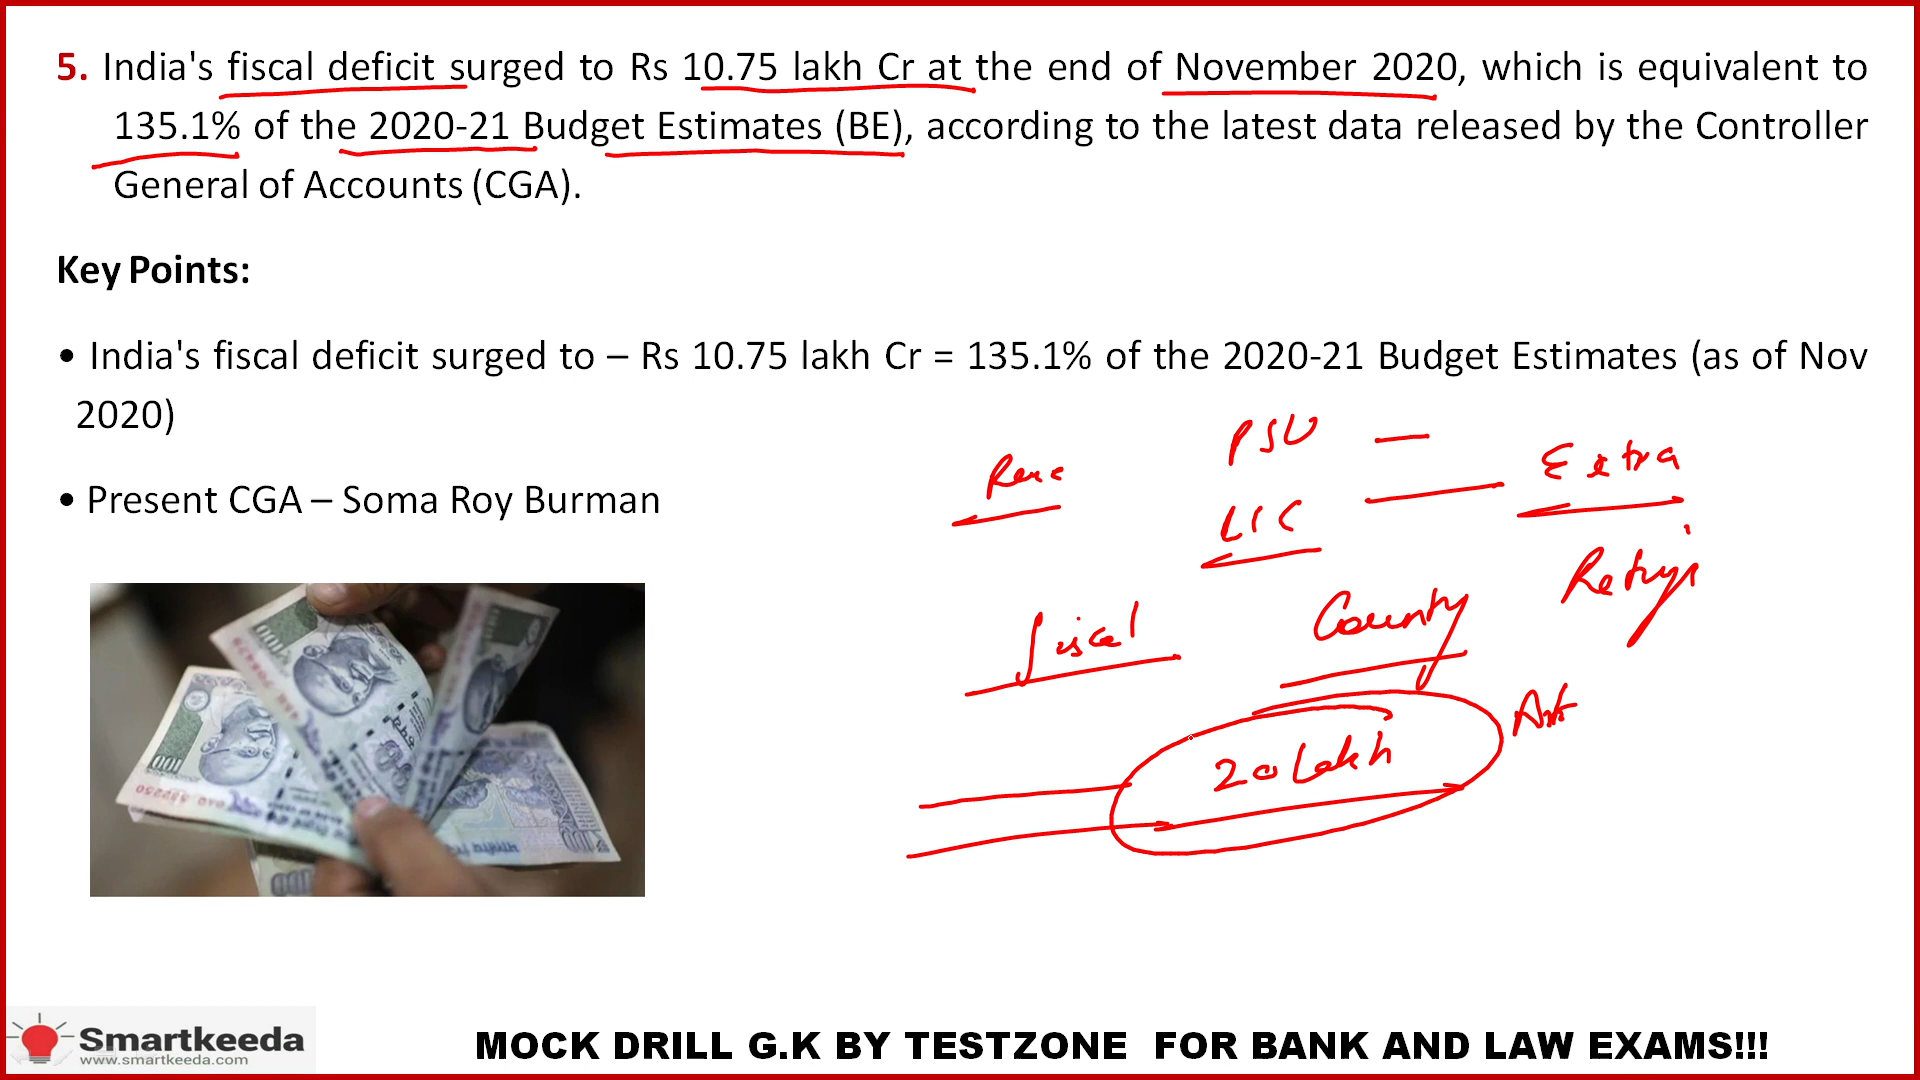 5. India's fiscal deficit surged to Rs 10.75 lakh Cr at the end of November 2020, which is equivalent to
135.1% of the 2020-21 Budget Estimates (BE), according to the latest data released by the Controller
General of Accounts (CGA).
Key Points:
• India's fiscal deficit surged to – Rs 10.75 lakh Cr = 135.1% of the 2020-21 Budget Estimates (as of Nov
2020)
• Present CGA – Soma Roy Burman
PSU
Extra
LIC
fiscal
County
20 Lakh
100
100
Smartkeeda
www.smartkeeda.com
MOCK DRILL G.K BY TESTZONE FOR BANK AND LAW EXAMS!!!